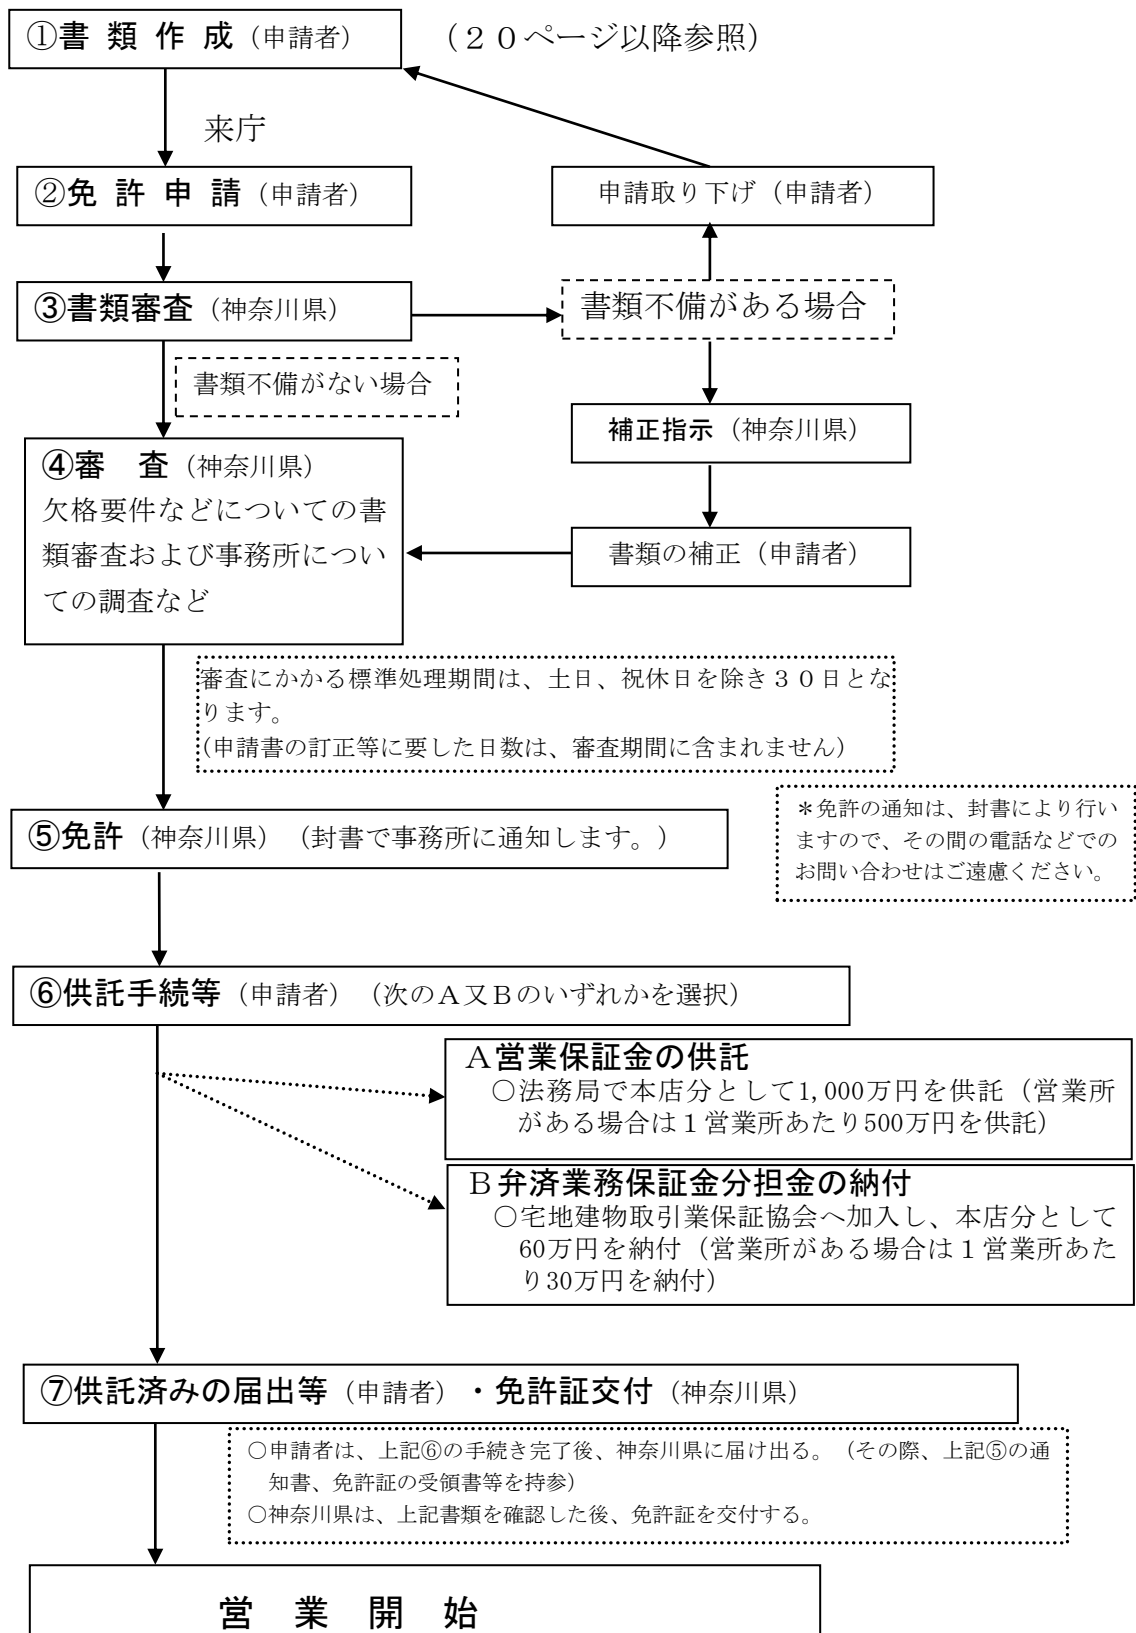 ①書 類 作 成（申請者）
（２０ページ以降参照）
来庁
②免 許 申 請（申請者）
申請取り下げ（申請者）
③書類審査（神奈川県）
書類不備がある場合
書類不備がない場合
補正指示（神奈川県）
④審　査（神奈川県）
欠格要件などについての書
類審査および事務所につい
ての調査など
書類の補正（申請者）
審査にかかる標準処理期間は、土日、祝休日を除き３０日とな
ります。
(申請書の訂正等に要した日数は、審査期間に含まれません）
＊免許の通知は、封書により行い
ますので、その間の電話などでの
お問い合わせはご遠慮ください。
⑤免許（神奈川県）（封書で事務所に通知します。）
⑥供託手続等（申請者）（次のＡ又Ｂのいずれかを選択）
Ａ営業保証金の供託
○法務局で本店分として1,000万円を供託（営業所
がある場合は１営業所あたり500万円を供託）
Ｂ弁済業務保証金分担金の納付
○宅地建物取引業保証協会へ加入し、本店分として
60万円を納付（営業所がある場合は１営業所あた
り30万円を納付）
⑦供託済みの届出等（申請者）・免許証交付（神奈川県）
○申請者は、上記⑥の手続き完了後、神奈川県に届け出る。（その際、上記⑤の通
知書、免許証の受領書等を持参）
○神奈川県は、上記書類を確認した後、免許証を交付する。
営　業　開　始